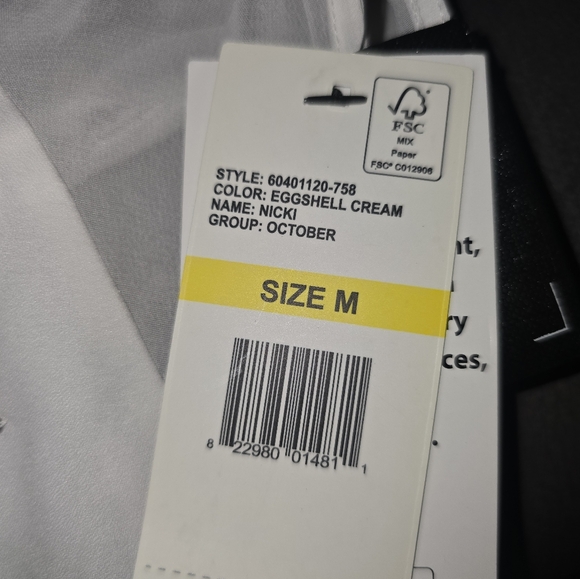 FSC
MIX
Paper
FSC® C012906
STYLE: 60401120-758
COLOR: EGGSHELL CREAM
NAME: NICKI
GROUP: OCTOBER
SIZE M
8 22980 01481 1
nt,
ry
ces,
.